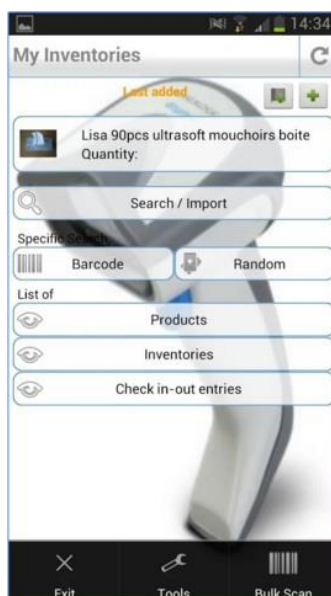 14:34
My Inventories
Last added
Lisa 90pcs ultrasoft mouchoirs boite
Quantity:
Search / Import
Specific Search
Barcode
Random
List of
Products
Inventories
Check in-out entries
Exit
Tools
Bulk Scan